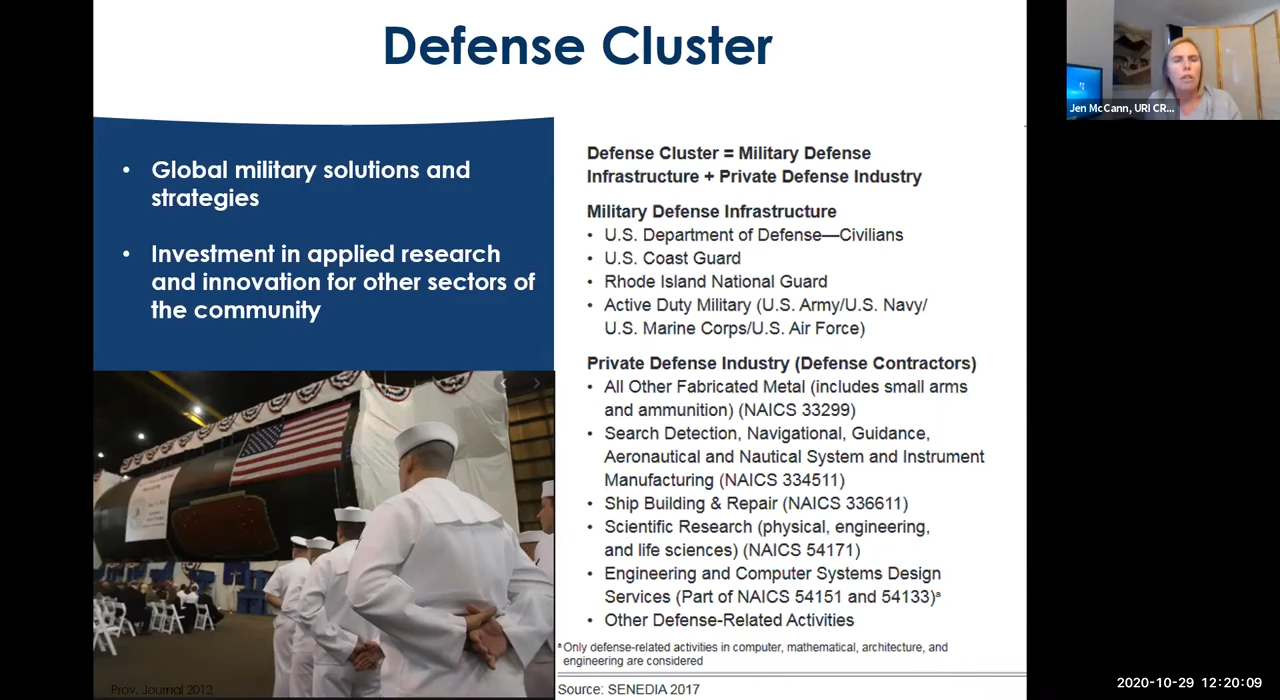 Defense Cluster
Jen McCann, URI CR...
• Global military solutions and
strategies
• Investment in applied research
and innovation for other sectors of
the community
Defense Cluster = Military Defense
Infrastructure + Private Defense Industry
Military Defense Infrastructure
• U.S. Department of Defense—Civilians
• U.S. Coast Guard
• Rhode Island National Guard
• Active Duty Military (U.S. Army/U.S. Navy/
U.S. Marine Corps/U.S. Air Force)
Private Defense Industry (Defense Contractors)
• All Other Fabricated Metal (includes small arms
and ammunition) (NAICS 33299)
• Search Detection, Navigational, Guidance,
Aeronautical and Nautical System and Instrument
Manufacturing (NAICS 334511)
• Ship Building & Repair (NAICS 336611)
• Scientific Research (physical, engineering,
and life sciences) (NAICS 54171)
• Engineering and Computer Systems Design
Services (Part of NAICS 54151 and 54133)ª
• Other Defense-Related Activities
ª Only defense-related activities in computer, mathematical, architecture, and
engineering are considered
Source: SENEDIA 2017
Prov. Journal 2012
2020-10-29 12:20:09